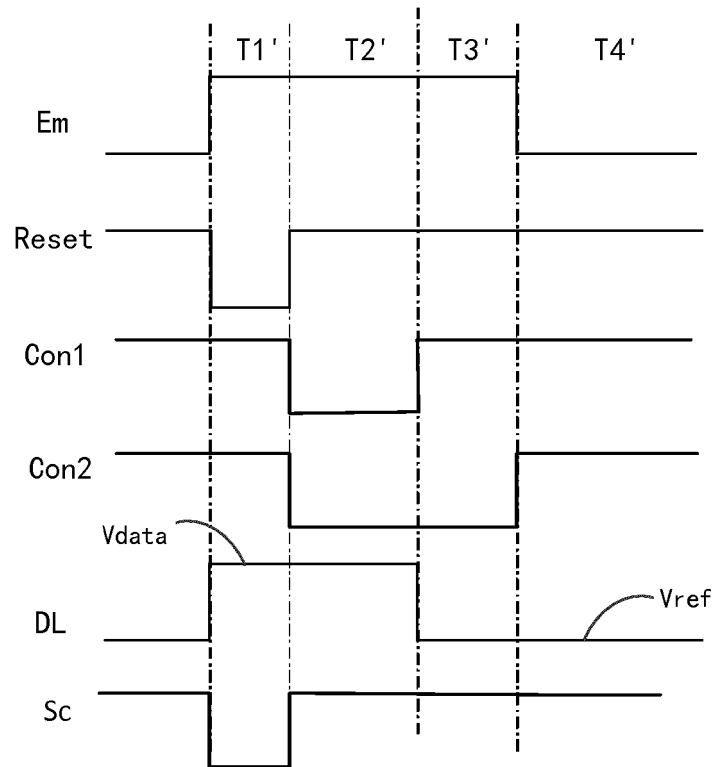 T1' T2' T3' T4'
Em
Reset
Con1
Con2
Vdata
Vref
DL
Sc